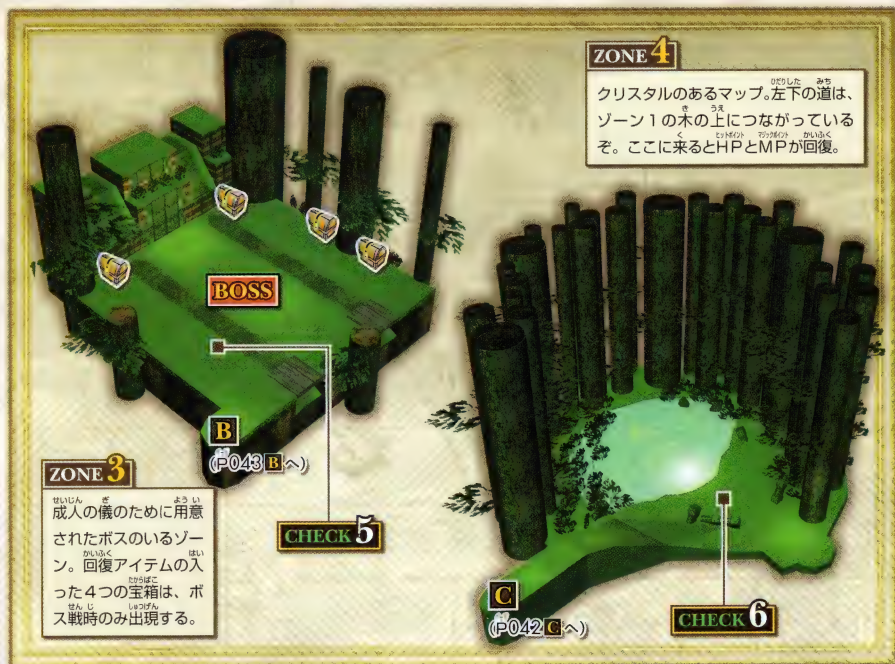 ZONE 4
クリスタルのあるマップ。左下の道は、
ゾーン1の木の上につながっている
ぞ。ここに来るとHPとMPが回復。
BOSS
B
(P043 B へ)
ZONE 3
成人の儀のために用意
されたボスのいるゾー
ン。回復アイテムの入
った4つの宝箱は、ボ
ス戦時のみ出現する。
CHECK 5
C
(P042 C へ)
CHECK 6